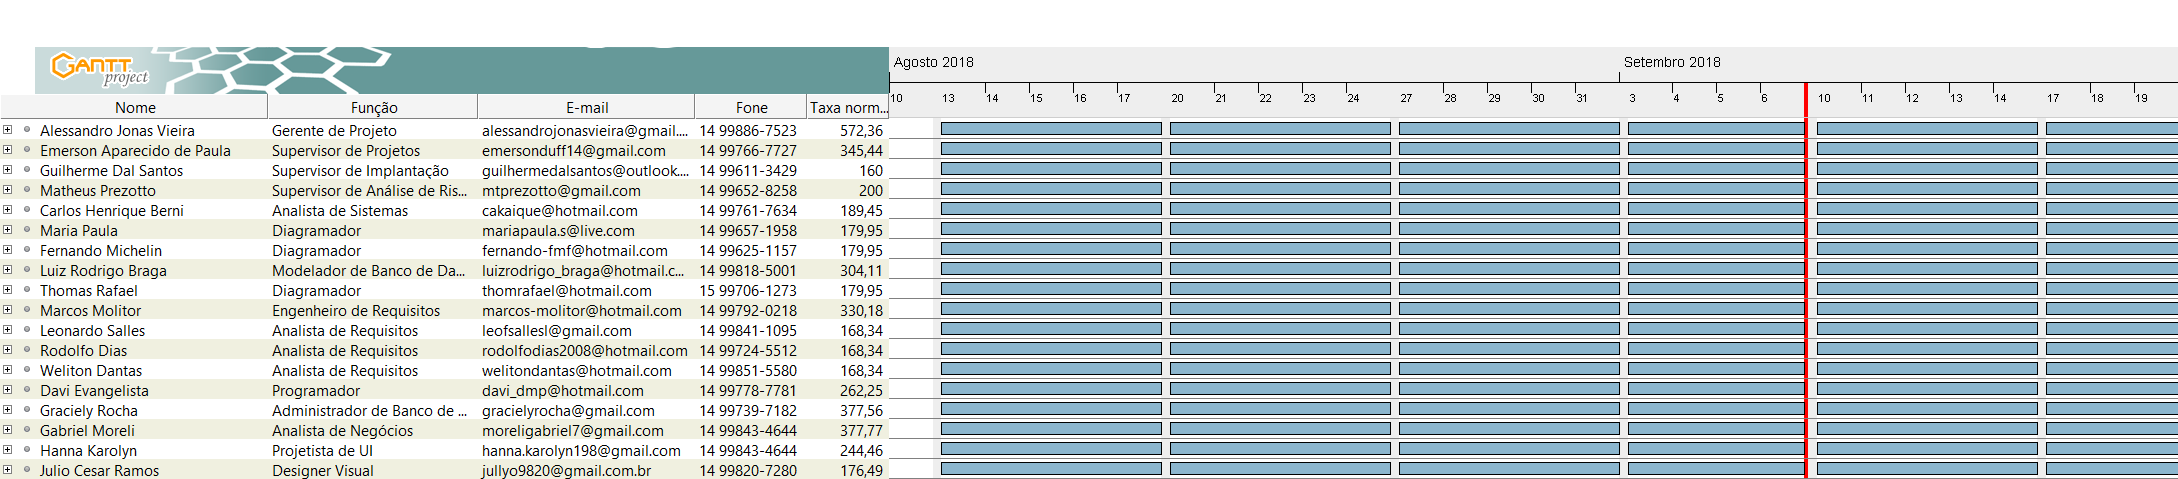 GANTT
project
Agosto 2018 Setembro 2018
10 13 14 15 16 17 20 21 22 23 24 27 28 29 30 31 3 4 5 6 10 11 12 13 14 17 18 19
Nome Função E-mail Fone Taxa norm...
Alessandro Jonas Vieira Gerente de Projeto alessandrojonasvieira@gmail.... 14 99886-7523 572,36
Emerson Aparecido de Paula Supervisor de Projetos emersonduff14@gmail.com 14 99766-7727 345,44
Guilherme Dal Santos Supervisor de Implantação guilhermedalsantos@outlook.... 14 99611-3429 160
Matheus Prezotto Supervisor de Análise de Ris... mtprezotto@gmail.com 14 99652-8258 200
Carlos Henrique Berni Analista de Sistemas cakaique@hotmail.com 14 99761-7634 189,45
Maria Paula Diagramador mariapaula.s@live.com 14 99657-1958 179,95
Fernando Michelin Diagramador fernando-fmf@hotmail.com 14 99625-1157 179,95
Luiz Rodrigo Braga Modelador de Banco de Da... luizrodrigo_braga@hotmail.c... 14 99818-5001 304,11
Thomas Rafael Diagramador thomrafael@hotmail.com 15 99706-1273 179,95
Marcos Molitor Engenheiro de Requisitos marcos-molitor@hotmail.com 14 99792-0218 330,18
Leonardo Salles Analista de Requisitos leofsallesl@gmail.com 14 99841-1095 168,34
Rodolfo Dias Analista de Requisitos rodolfodias2008@hotmail.com 14 99724-5512 168,34
Weliton Dantas Analista de Requisitos welitondantas@hotmail.com 14 99851-5580 168,34
Davi Evangelista Programador davi_dmp@hotmail.com 14 99778-7781 262,25
Graciely Rocha Administrador de Banco de ... gracielyrocha@gmail.com 14 99739-7182 377,56
Gabriel Moreli Analista de Negócios moreligabriel7@gmail.com 14 99843-4644 377,77
Hanna Karolyn Projetista de UI hanna.karolyn198@gmail.com 14 99843-4644 244,46
Julio Cesar Ramos Designer Visual jullyo9820@gmail.com.br 14 99820-7280 176,49